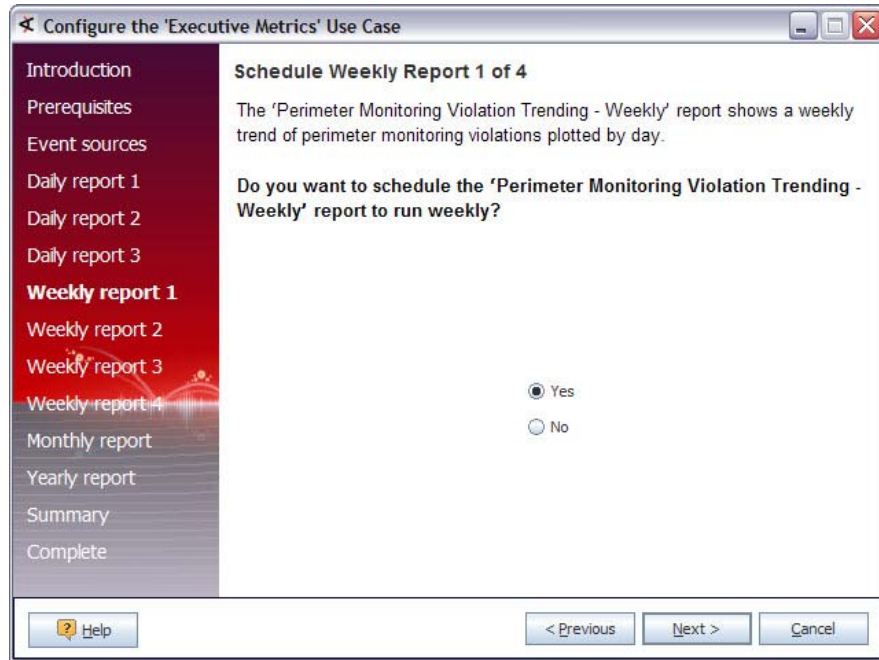 Configure the 'Executive Metrics' Use Case
Introduction
Prerequisites
Event sources
Daily report 1
Daily report 2
Daily report 3
Weekly report 1
Weekly report 2
Weekly report 3
Weekly report 4
Monthly report
Yearly report
Summary
Complete
Schedule Weekly Report 1 of 4
The 'Perimeter Monitoring Violation Trending - Weekly' report shows a weekly
trend of perimeter monitoring violations plotted by day.
Do you want to schedule the 'Perimeter Monitoring Violation Trending -
Weekly' report to run weekly?
Yes
No
Help
< Previous
Next >
Cancel